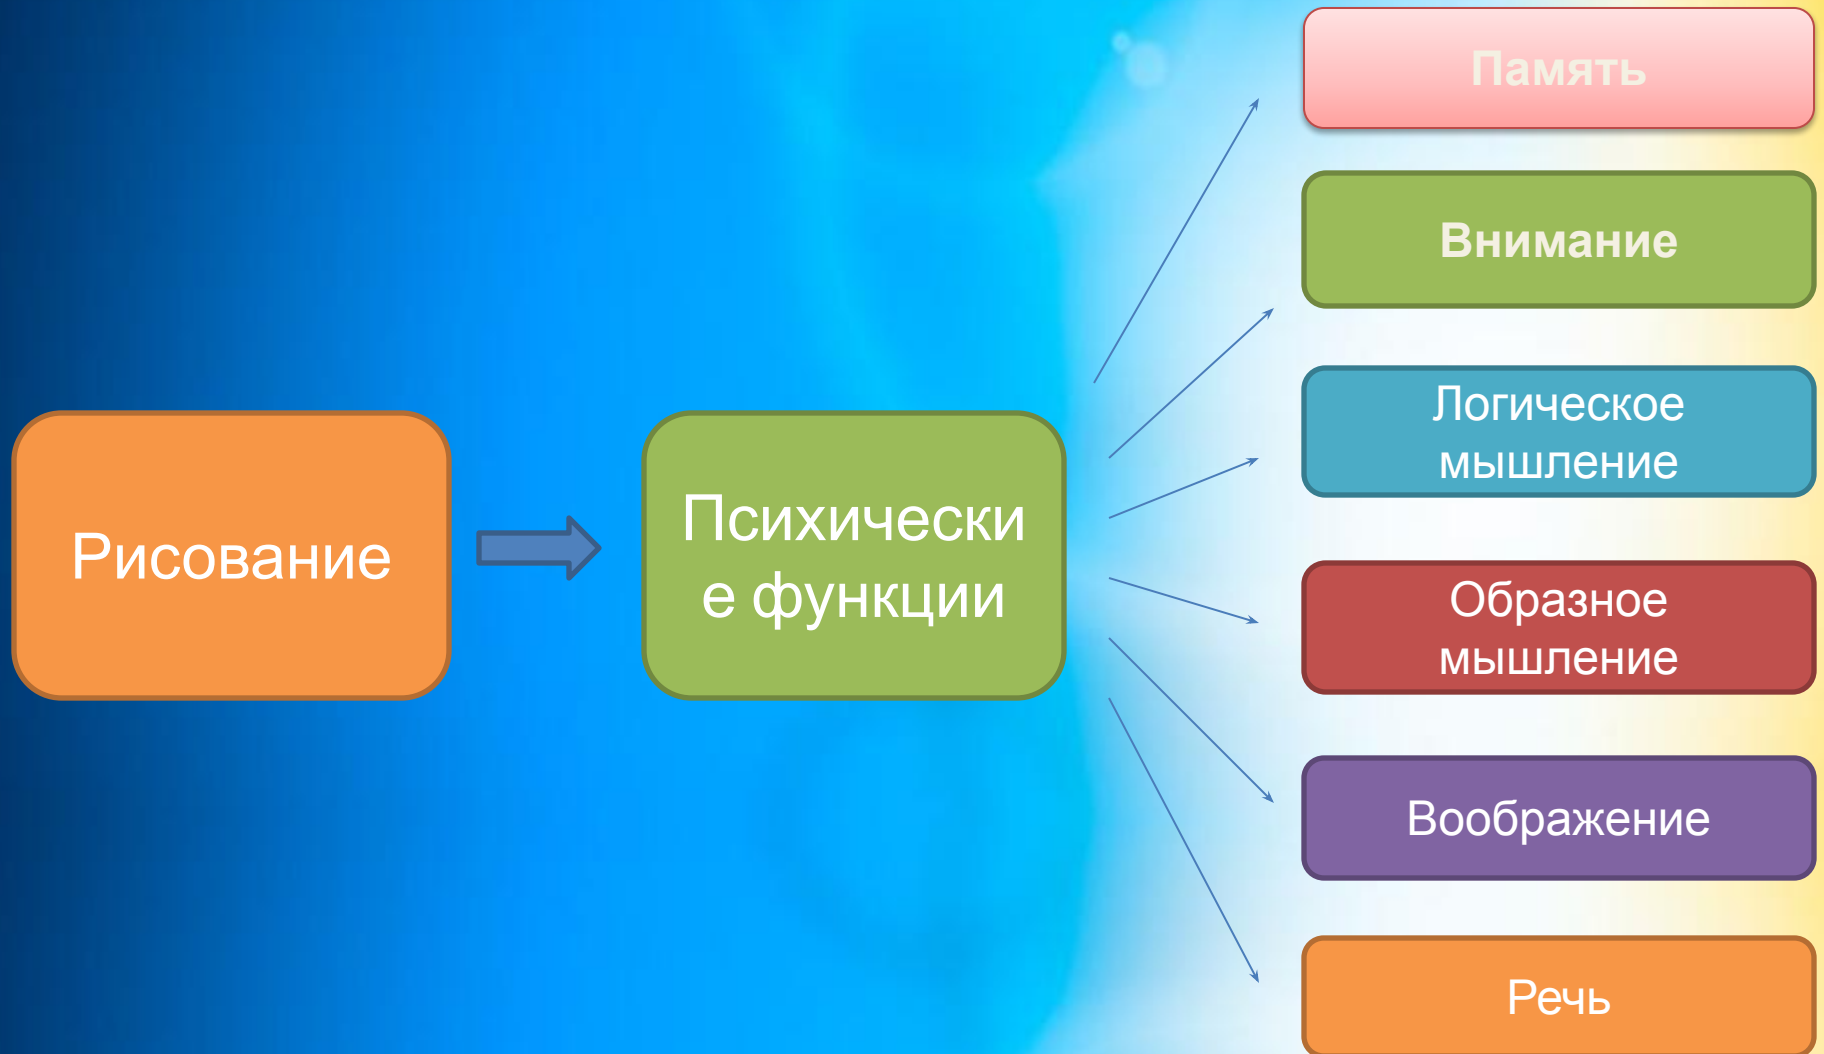 Рисование
Психически
е функции
Память
Внимание
Логическое
мышление
Образное
мышление
Воображение
Речь